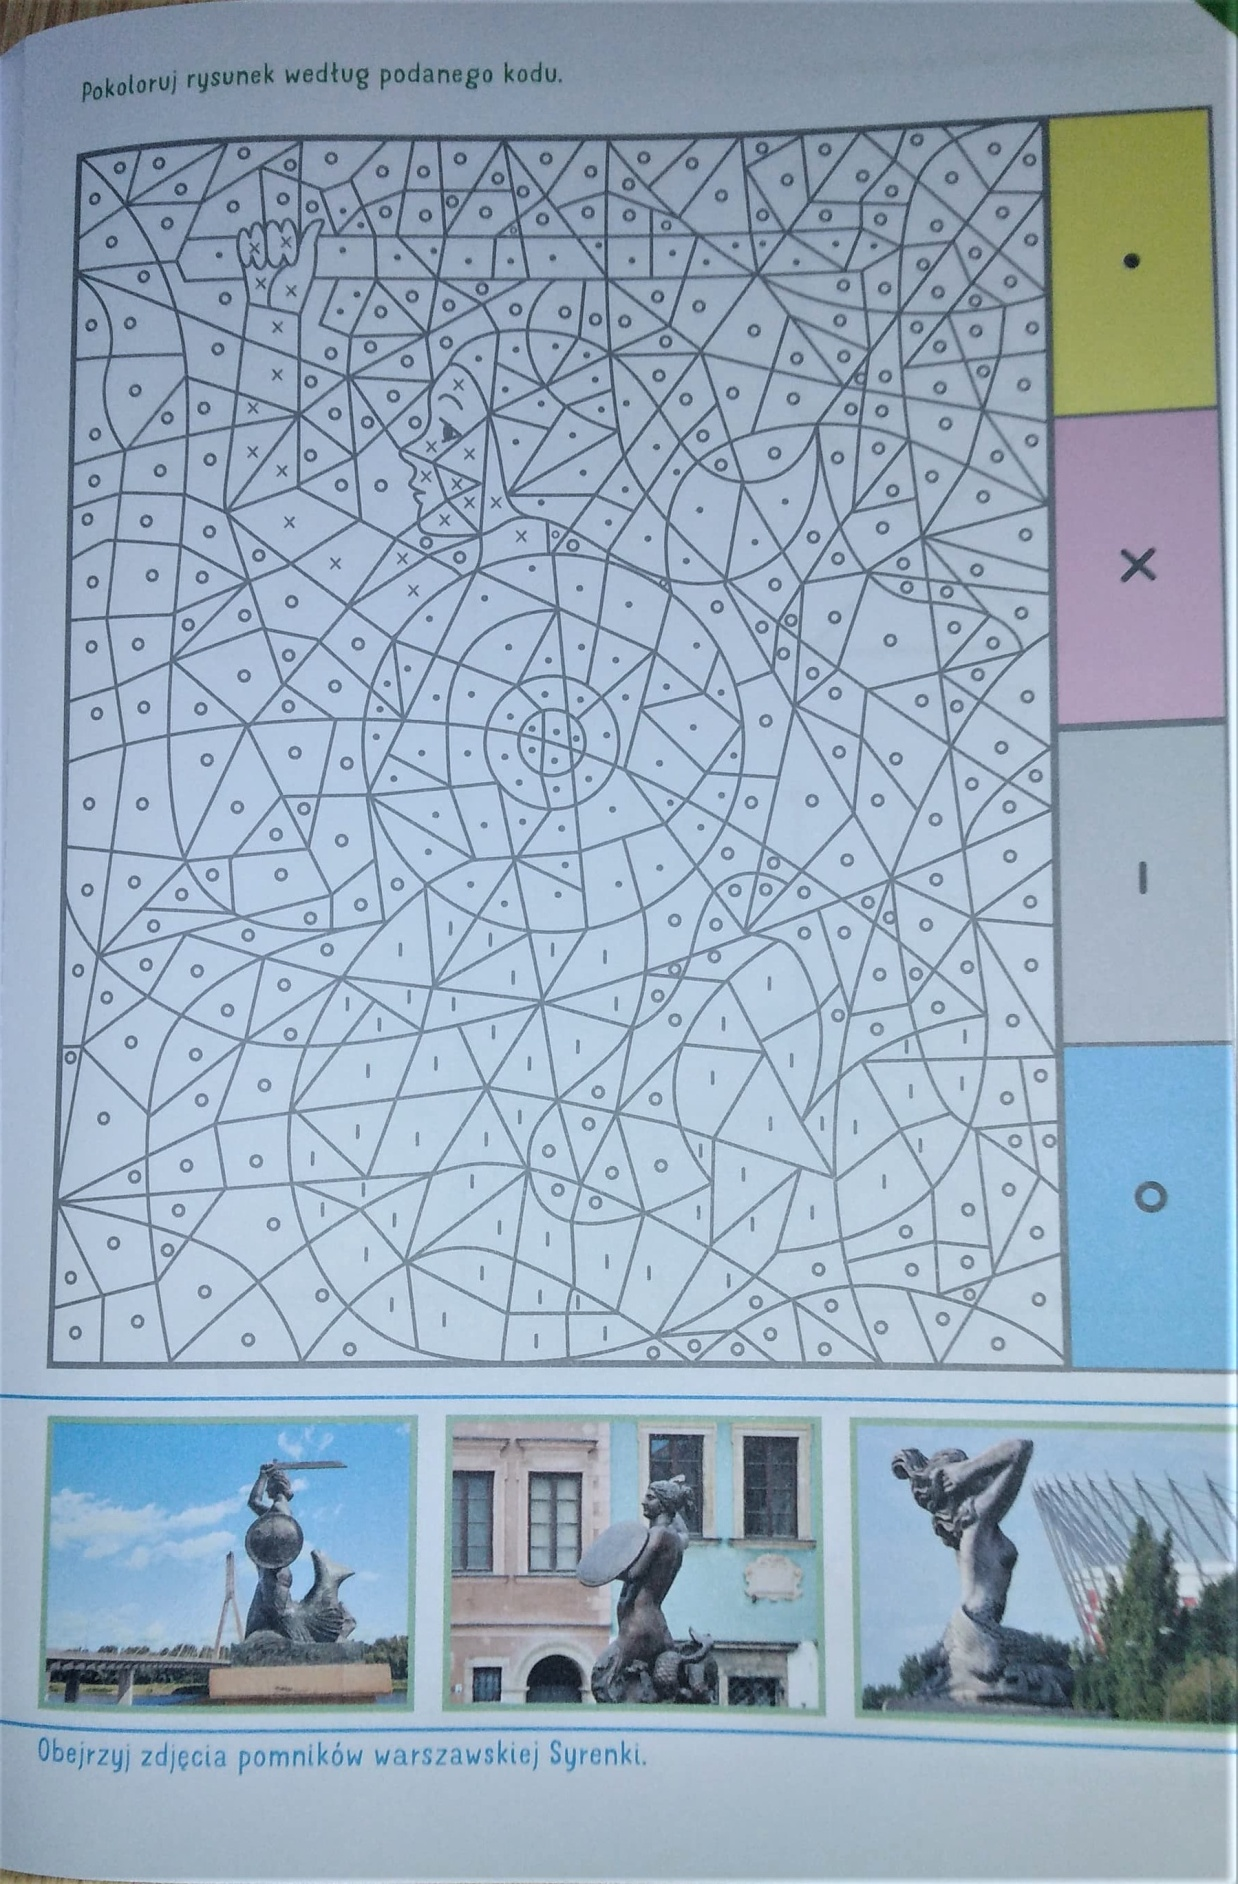 Pokoloruj rysunek według podanego kodu.
Obejrzyj zdjęcia pomników warszawskiej Syrenki.